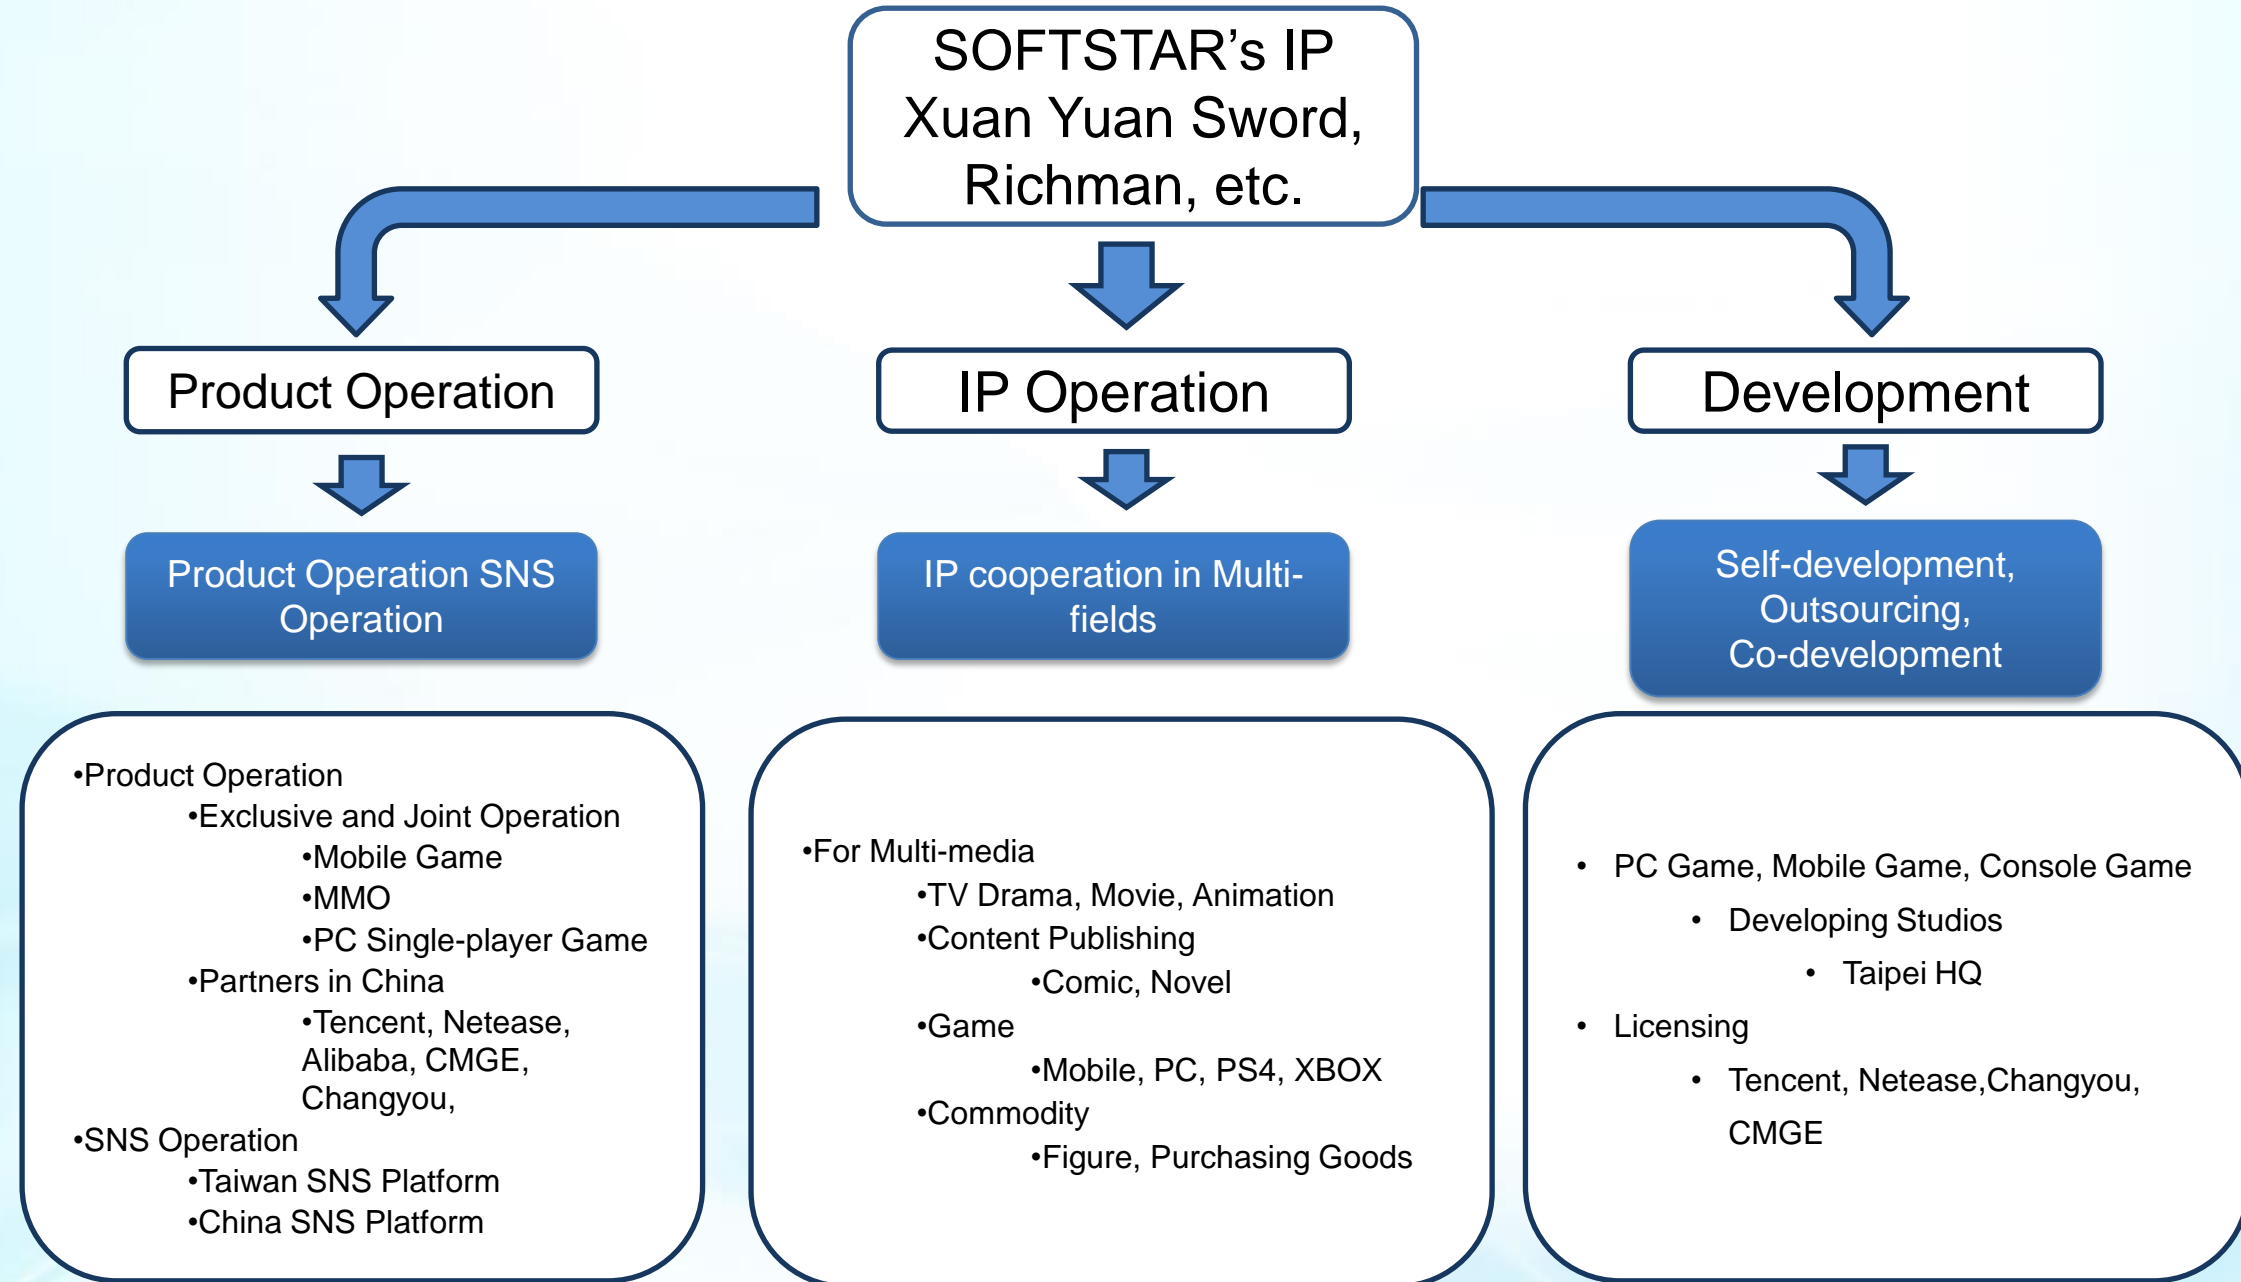 SOFTSTAR’s IP
Xuan Yuan Sword,
Richman, etc.
Product Operation
IP Operation
Development
Product Operation SNS
Operation
IP cooperation in Multi-
fields
Self-development,
Outsourcing,
Co-development
•Product Operation
•Exclusive and Joint Operation
•Mobile Game
•MMO
•PC Single-player Game
•Partners in China
•Tencent, Netease,
Alibaba, CMGE,
Changyou,
•SNS Operation
•Taiwan SNS Platform
•China SNS Platform
•For Multi-media
•TV Drama, Movie, Animation
•Content Publishing
•Comic, Novel
•Game
•Mobile, PC, PS4, XBOX
•Commodity
•Figure, Purchasing Goods
• PC Game, Mobile Game, Console Game
• Developing Studios
• Taipei HQ
• Licensing
• Tencent, Netease,Changyou,
CMGE